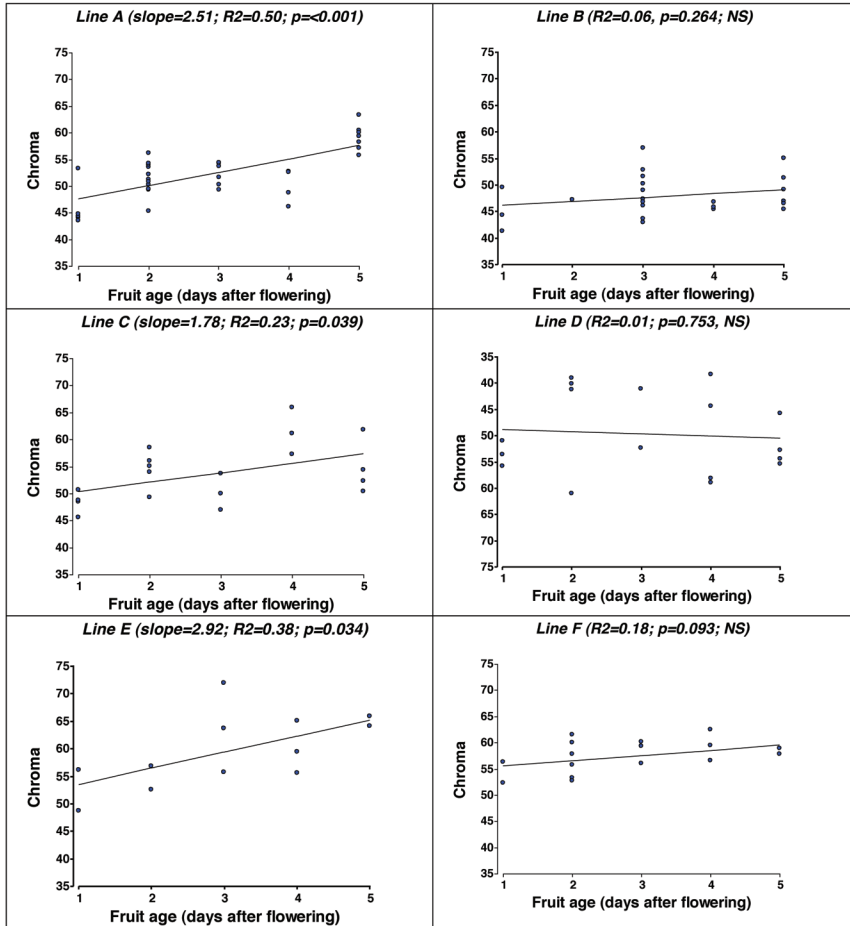 Line A (slope=2.51; R2=0.50; p=<0.001)
75
70
65
60
55
50
45
40
35
Chroma
1 2 3 4 5
Fruit age (days after flowering)
Line B (R2=0.06, p=0.264; NS)
75
70
65
60
55
50
45
40
35
Chroma
1 2 3 4 5
Fruit age (days after flowering)
Line C (slope=1.78; R2=0.23; p=0.039)
75
70
65
60
55
50
45
40
35
Chroma
1 2 3 4 5
Fruit age (days after flowering)
Line D (R2=0.01; p=0.753, NS)
35
40
45
50
55
60
65
75
Chroma
1 2 3 4 5
Fruit age (days after flowering)
Line E (slope=2.92; R2=0.38; p=0.034)
75
70
65
60
55
50
45
40
35
Chroma
1 2 3 4 5
Fruit age (days after flowering)
Line F (R2=0.18; p=0.093; NS)
75
70
65
60
55
50
45
40
35
Chroma
1 2 3 4 5
Fruit age (days after flowering)